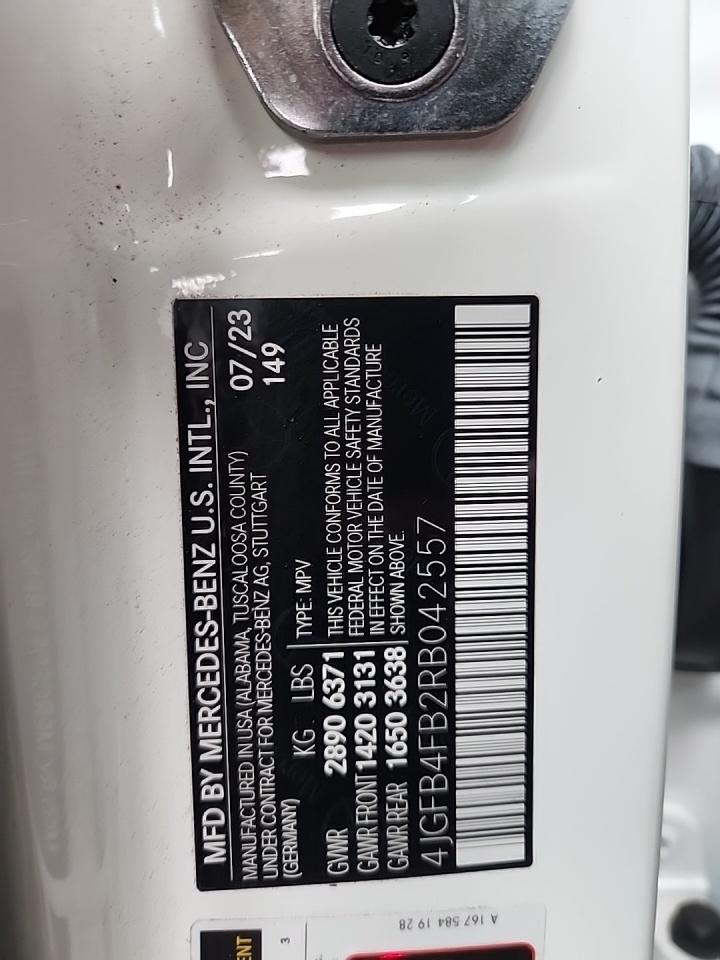 MFD BY MERCEDES-BENZ U.S. INTL., INC
MANUFACTURED IN USA (ALABAMA, TUSCALOOSA COUNTY) 07/23
UNDER CONTRACT FOR MERCEDES-BENZ AG, STUTTGART 149
(GERMANY) KG LBS TYPE: MPV
GVWR 2890 6371 THIS VEHICLE CONFORMS TO ALL APPLICABLE
GAWR FRONT 1420 3131 FEDERAL MOTOR VEHICLE SAFETY STANDARDS
IN EFFECT ON THE DATE OF MANUFACTURE
GAWR REAR 1650 3638 SHOWN ABOVE.
4JGFB4FB2RB042557
A 167 584 19 28
3
10.9